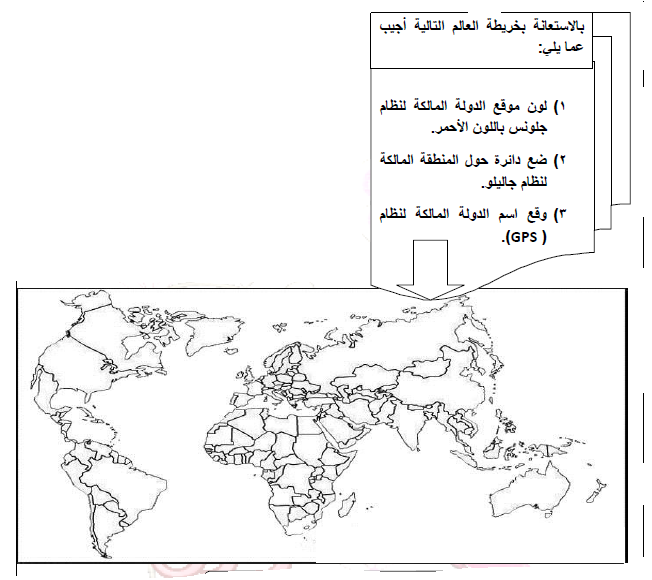 بالاستعانة بخريطة العالم التالية أجيب
عما يلي:
١) لون موقع الدولة المالكة لنظام
جلونس باللون الأحمر.
٢) ضع دائرة حول المنطقة المالكة
لنظام جاليلو.
٣) وقع اسم الدولة المالكة لنظام
( GPS).